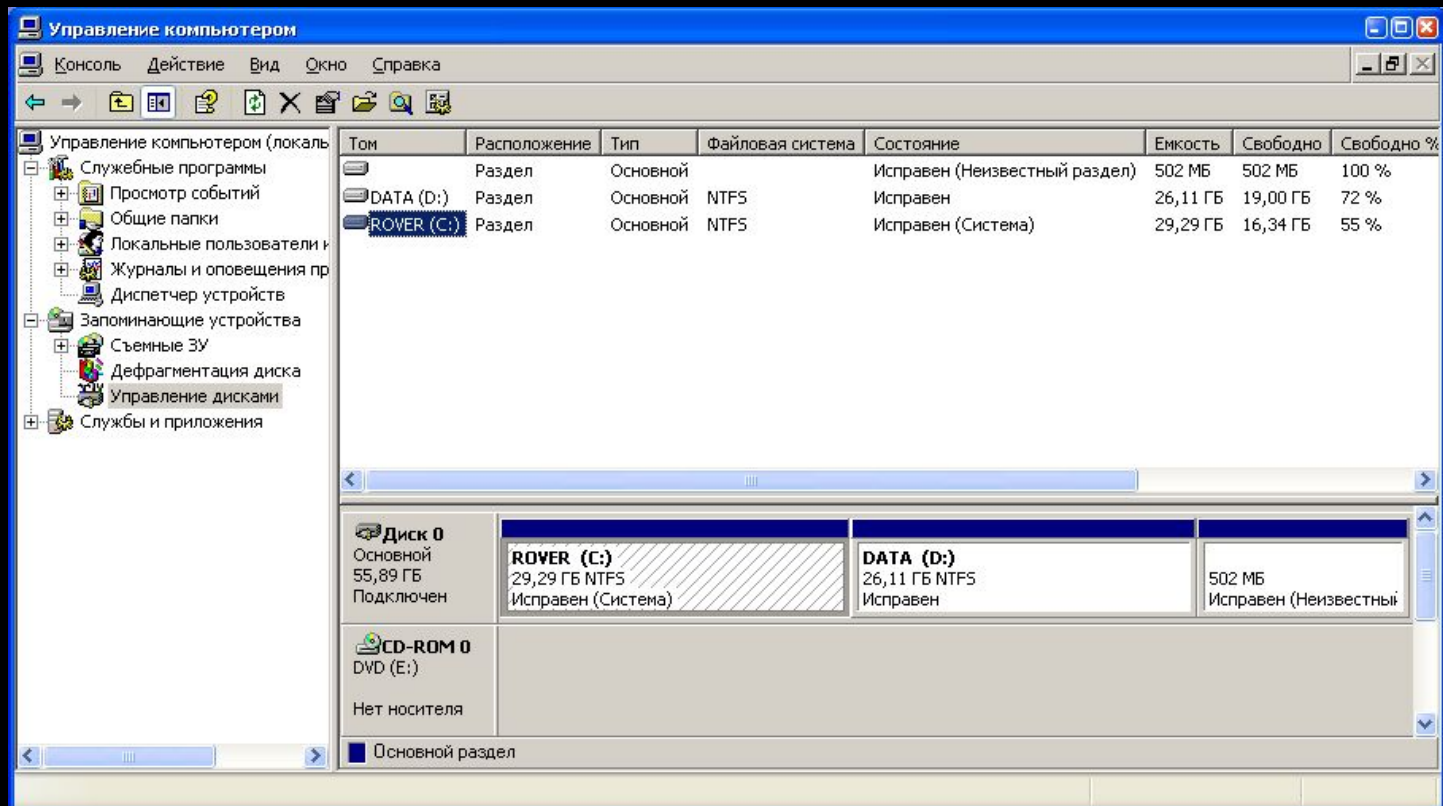 Управление компьютером
Консоль Действие Вид Окно Справка
Управление компьютером (локаль
Служебные программы
Просмотр событий
Общие папки
Локальные пользователи и
Журналы и оповещения пр
Диспетчер устройств
Запоминающие устройства
Съемные ЗУ
Дефрагментация диска
Управление дисками
Службы и приложения
Том Расположение Тип Файловая система Состояние Емкость Свободно Свободно %
Раздел Основной Исправен (Неизвестный раздел) 502 МБ 502 МБ 100 %
DATA (D:) Раздел Основной NTFS Исправен 26,11 ГБ 19,00 ГБ 72 %
ROVER (C:) Раздел Основной NTFS Исправен (Система) 29,29 ГБ 16,34 ГБ 55 %
Диск 0
Основной
55,89 ГБ
Подключен
ROVER (C:)
29,29 ГБ NTFS
Исправен (Система)
DATA (D:)
26,11 ГБ NTFS
Исправен
502 МБ
Исправен (Неизвестный
CD-ROM 0
DVD (E:)
Нет носителя
Основной раздел